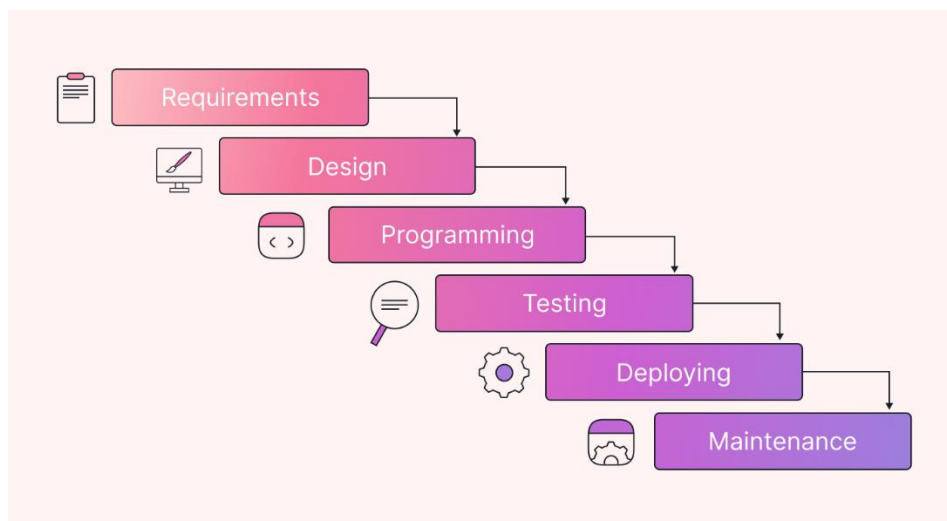 Requirements
Design
Programming
Testing
Deploying
Maintenance